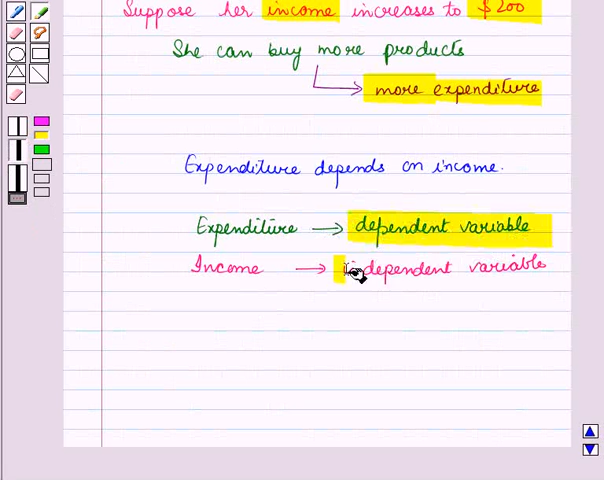 Suppose her income increases to $200
She can buy more products
more expenditure
Expenditure depends on income.
Expenditure → dependent variable
Income → independent variable